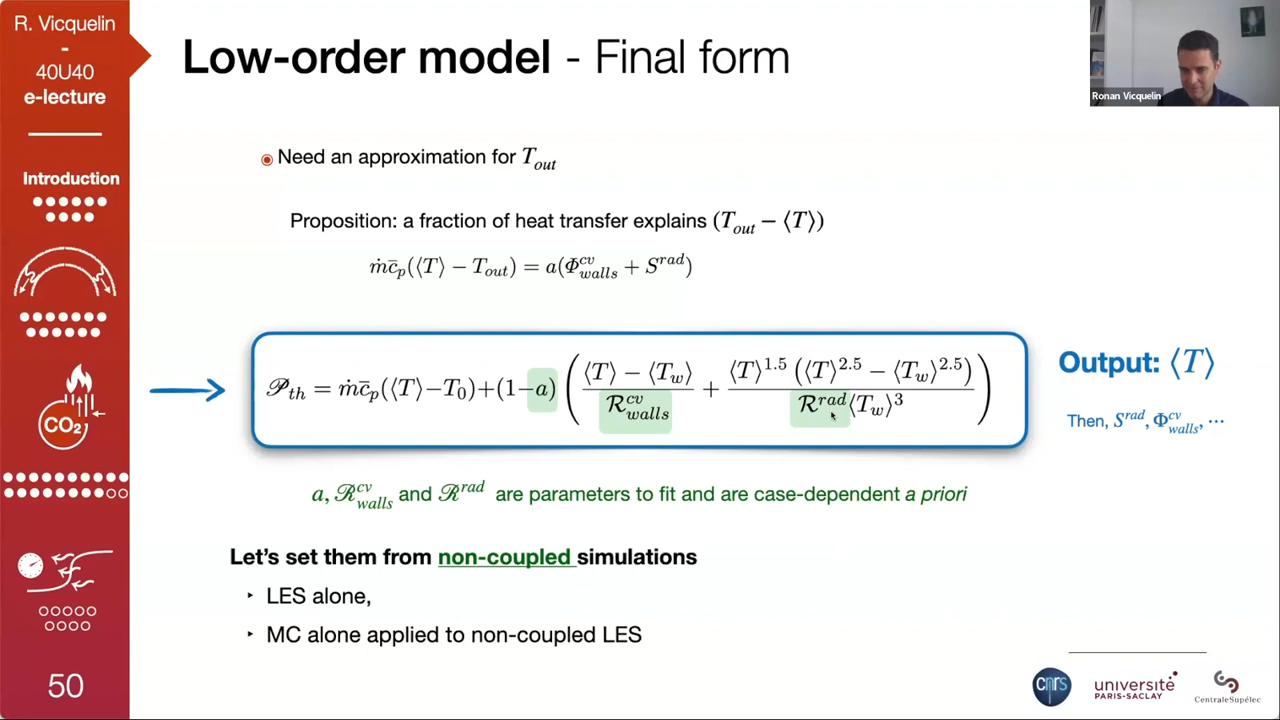 R. Vicquelin
-
40U40
e-lecture
Introduction
CO₂
50
Low-order model - Final form
Ronan Vicquelin
Need an approximation for T_out
Proposition: a fraction of heat transfer explains (T_out − ⟨T⟩)
ṁc̄_p(⟨T⟩ − T_out) = a(Φ^cv_walls + S^rad)
𝒫_th = ṁc̄_p(⟨T⟩−T_0)+(1−a) ( (⟨T⟩ − ⟨T_w⟩)/ℛ^cv_walls + ⟨T⟩^1.5 (⟨T⟩^2.5 − ⟨T_w⟩^2.5)/(ℛ^rad⟨T_w⟩^3) )
Output: ⟨T⟩
Then, S^rad, Φ^cv_walls, ⋯
a, ℛ^cv_walls and ℛ^rad are parameters to fit and are case-dependent a priori
Let's set them from non-coupled simulations
‣ LES alone,
‣ MC alone applied to non-coupled LES
cnrs
université
PARIS-SACLAY
CentraleSupélec